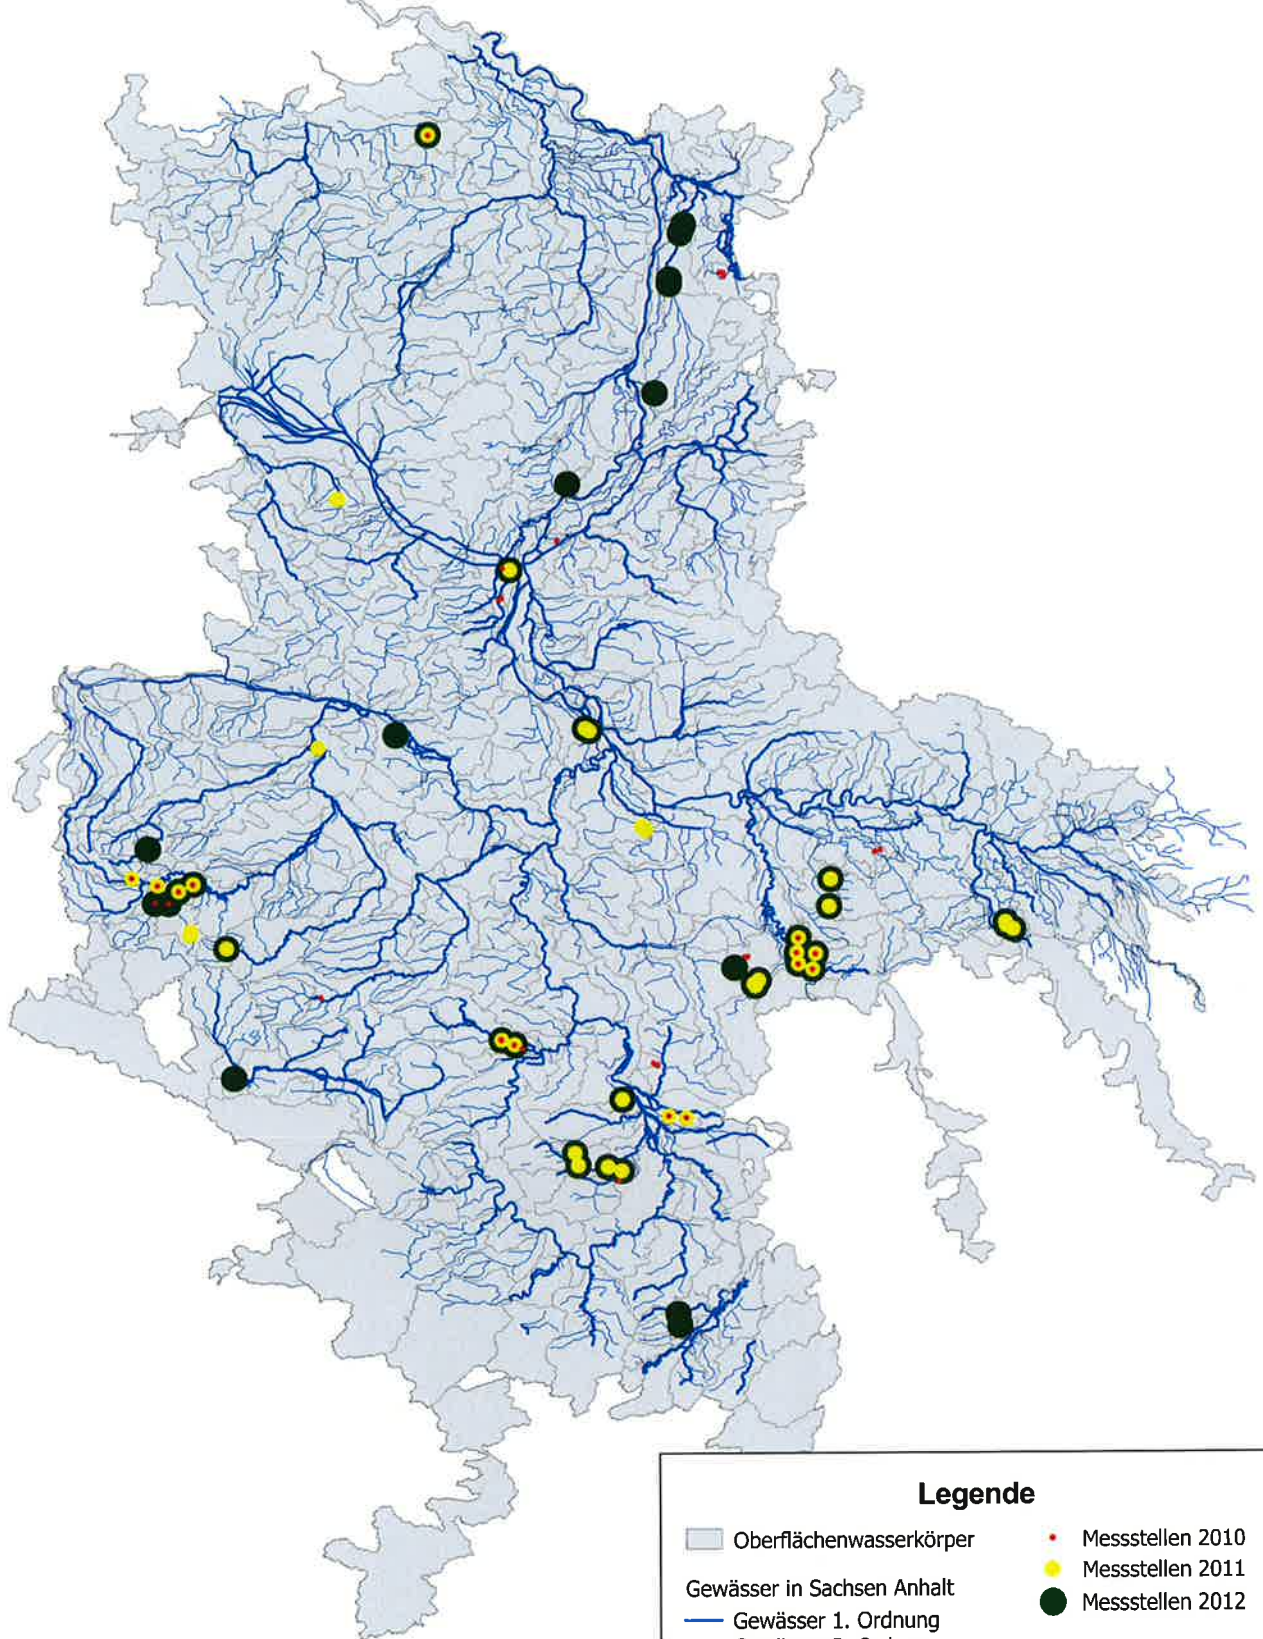 Legende
Oberflächenwasserkörper
Gewässer in Sachsen Anhalt
Gewässer 1. Ordnung
Messstellen 2010
Messstellen 2011
Messstellen 2012